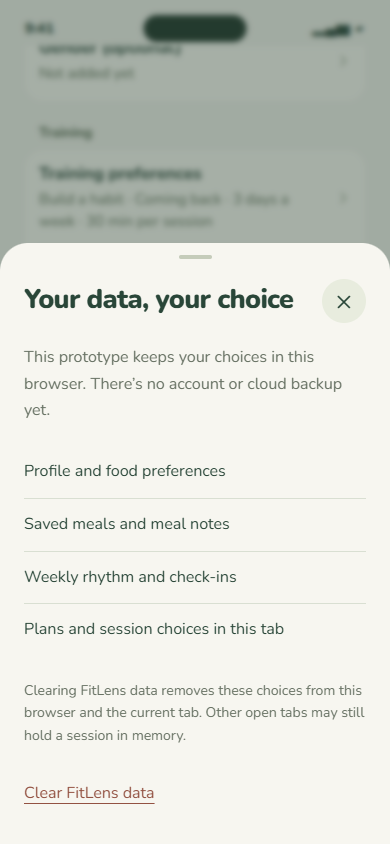 9:41
Gender (optional)
Not added yet
Training
Training preferences
Build a habit · Coming back · 3 days a
week · 30 min per session
Your data, your choice
This prototype keeps your choices in this
browser. There’s no account or cloud backup
yet.
Profile and food preferences
Saved meals and meal notes
Weekly rhythm and check-ins
Plans and session choices in this tab
Clearing FitLens data removes these choices from this
browser and the current tab. Other open tabs may still
hold a session in memory.
Clear FitLens data